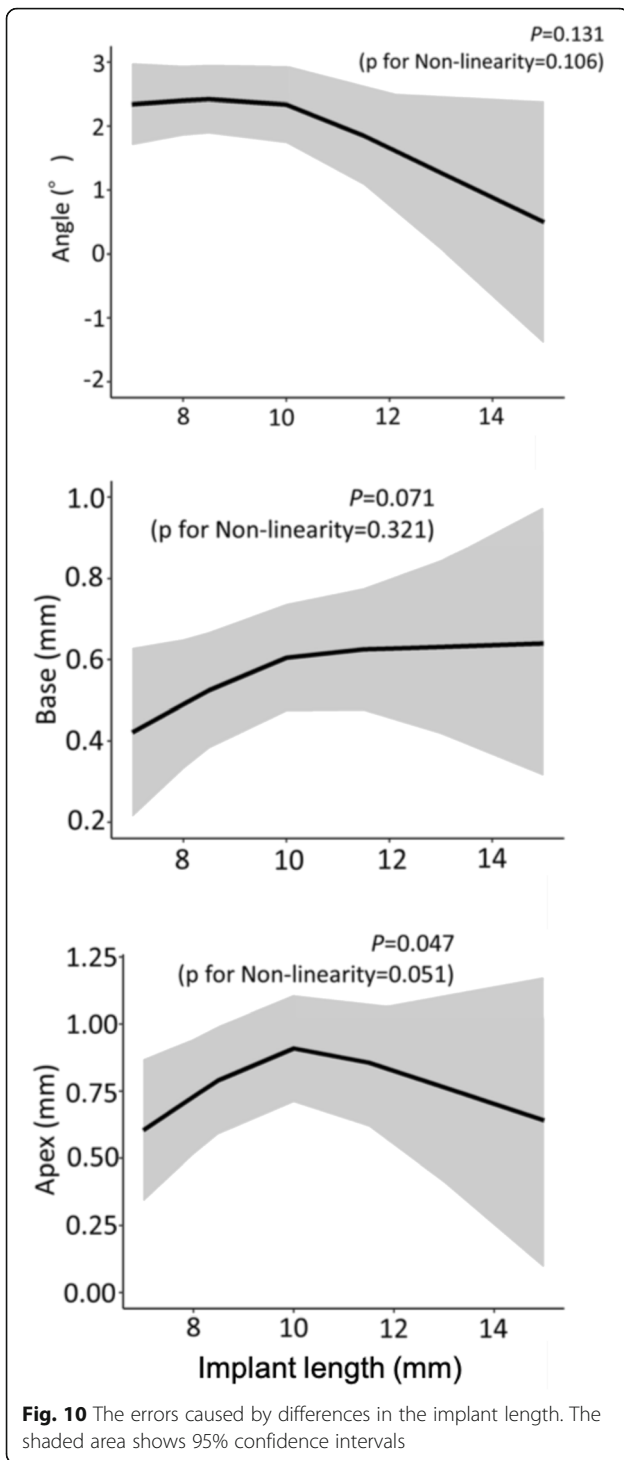 P=0.131
(p for Non-linearity=0.106)
Angle (°)
3
2
1
0
-1
-2
8 10 12 14
P=0.071
(p for Non-linearity=0.321)
Base (mm)
1.0
0.8
0.6
0.4
0.2
8 10 12 14
P=0.047
(p for Non-linearity=0.051)
Apex (mm)
1.25
1.00
0.75
0.50
0.25
0.00
8 10 12 14
Implant length (mm)
Fig. 10 The errors caused by differences in the implant length. The
shaded area shows 95% confidence intervals